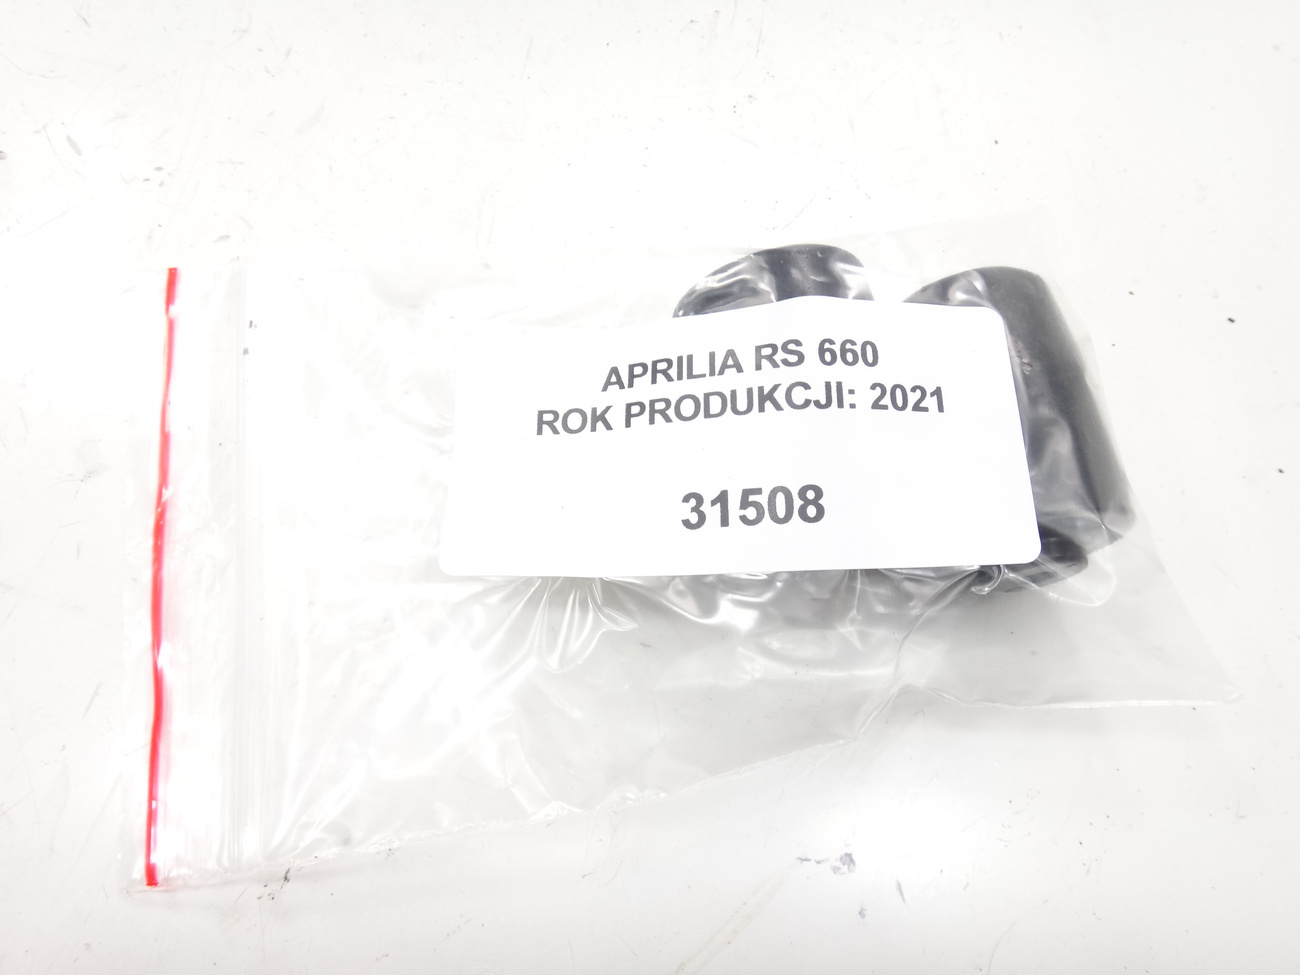 APRILIA RS 660
ROK PRODUKCJI: 2021
31508